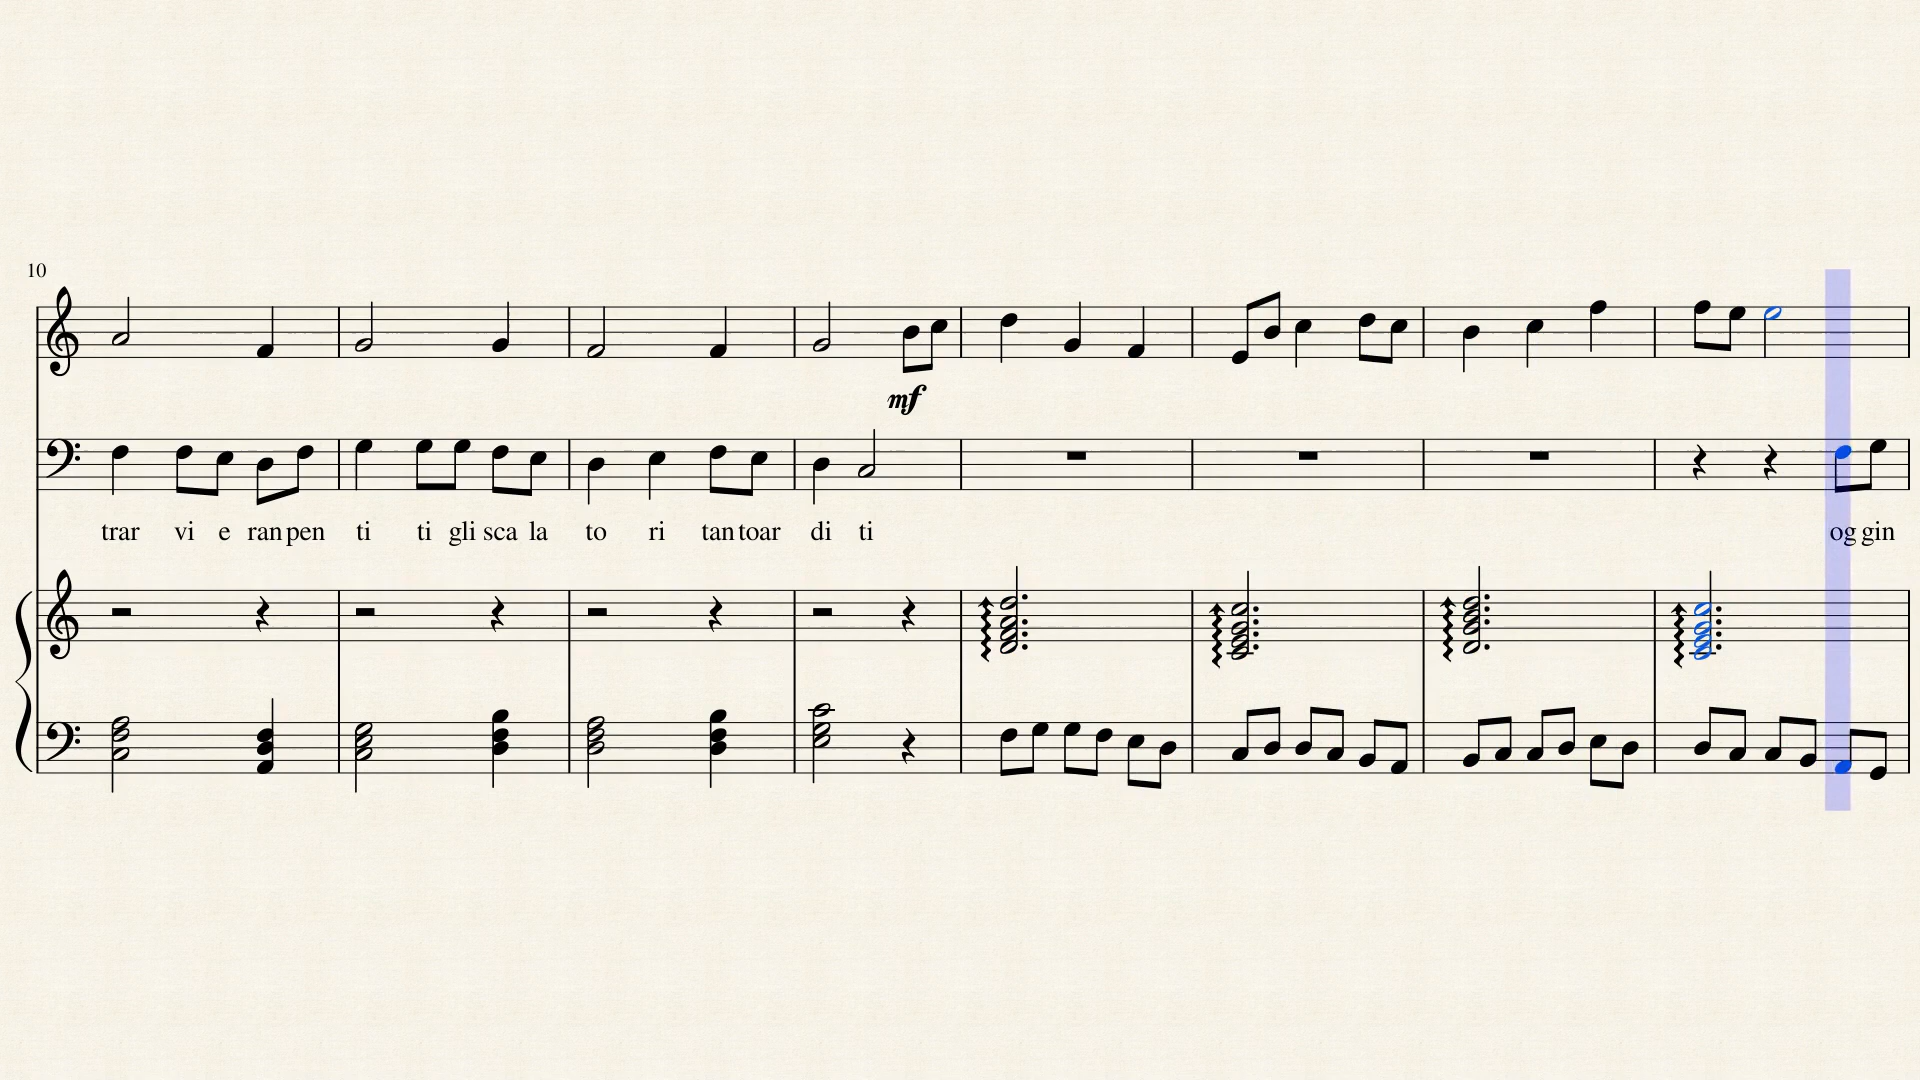 10
mf
trar vi e ran pen ti ti gli sca la to ri tan toar di ti og gin